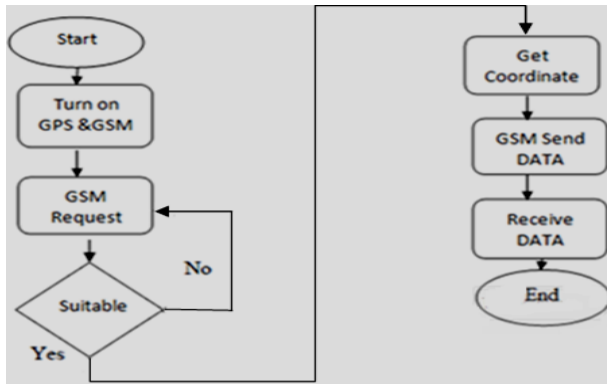 Start
Turn on
GPS &GSM
GSM
Request
No
Suitable
Yes
Get
Coordinate
GSM Send
DATA
Receive
DATA
End